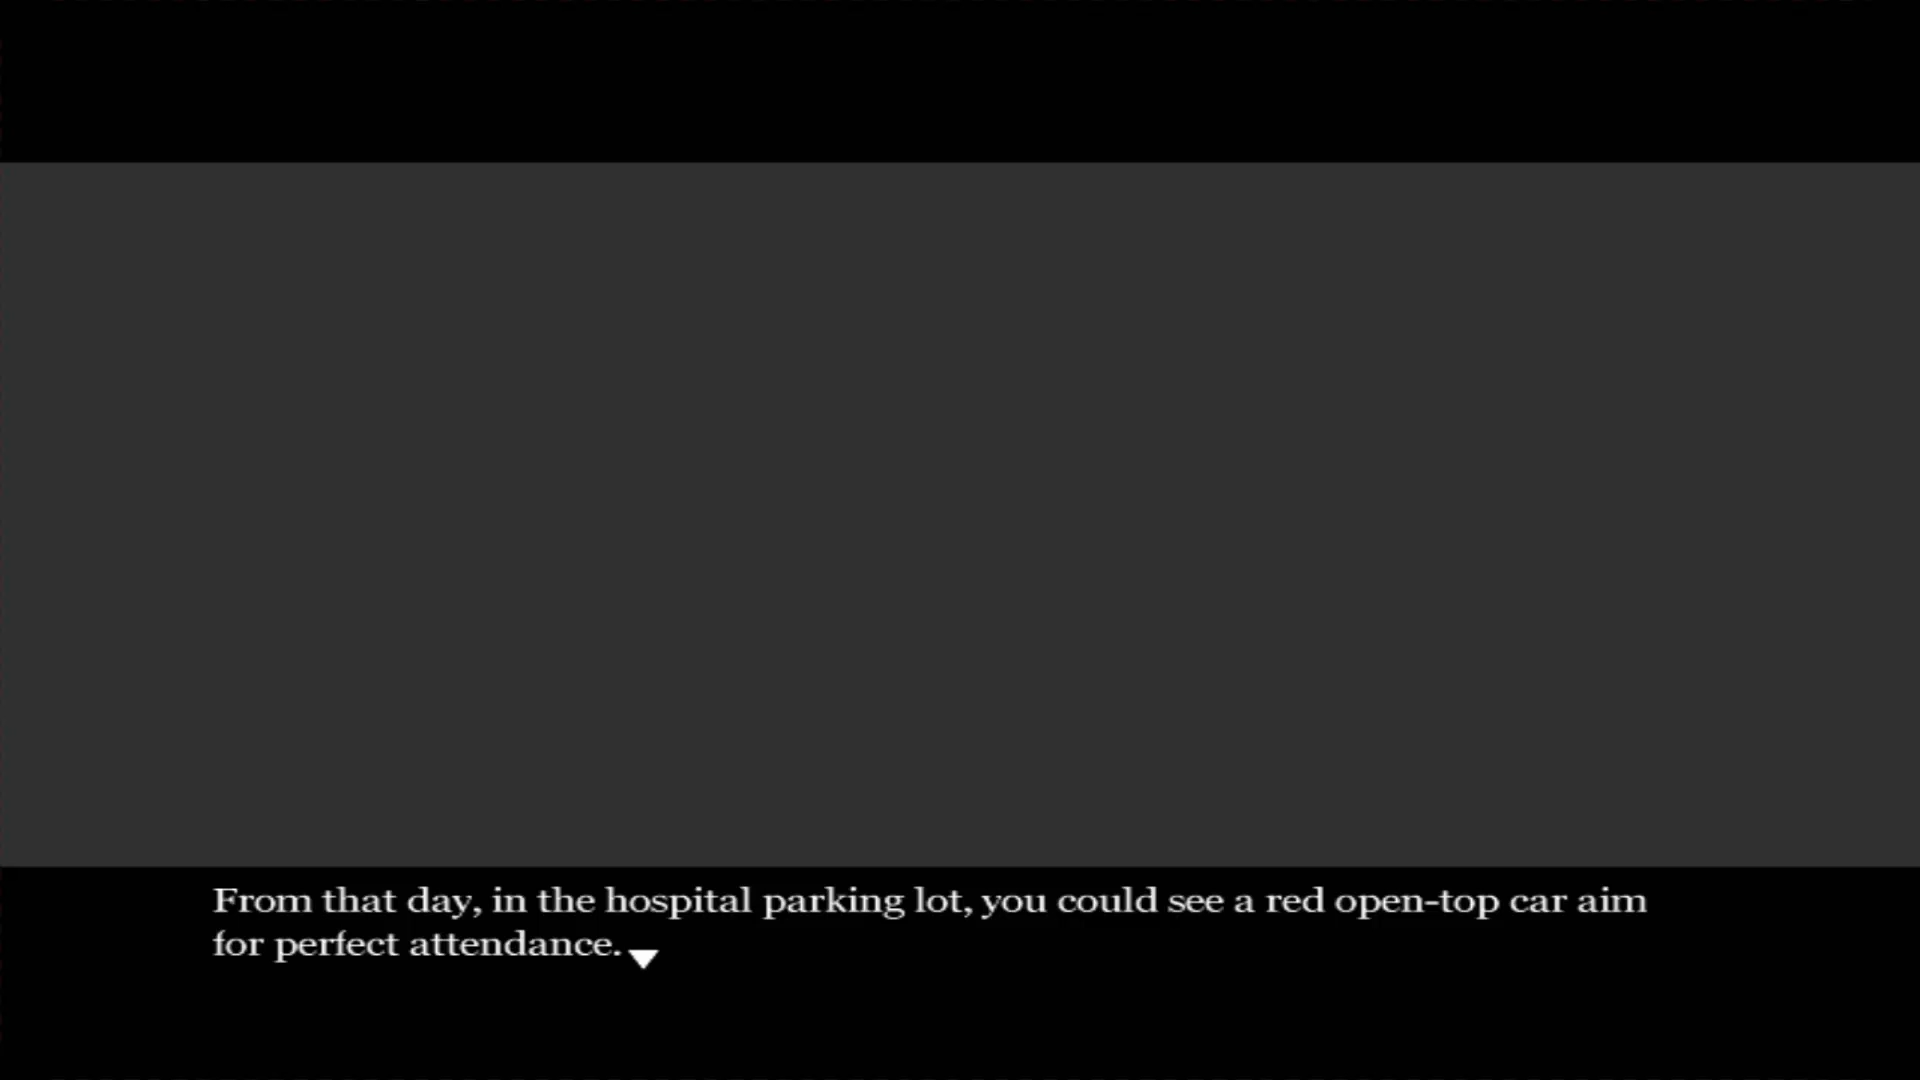 From that day, in the hospital parking lot, you could see a red open-top car aim
for perfect attendance.